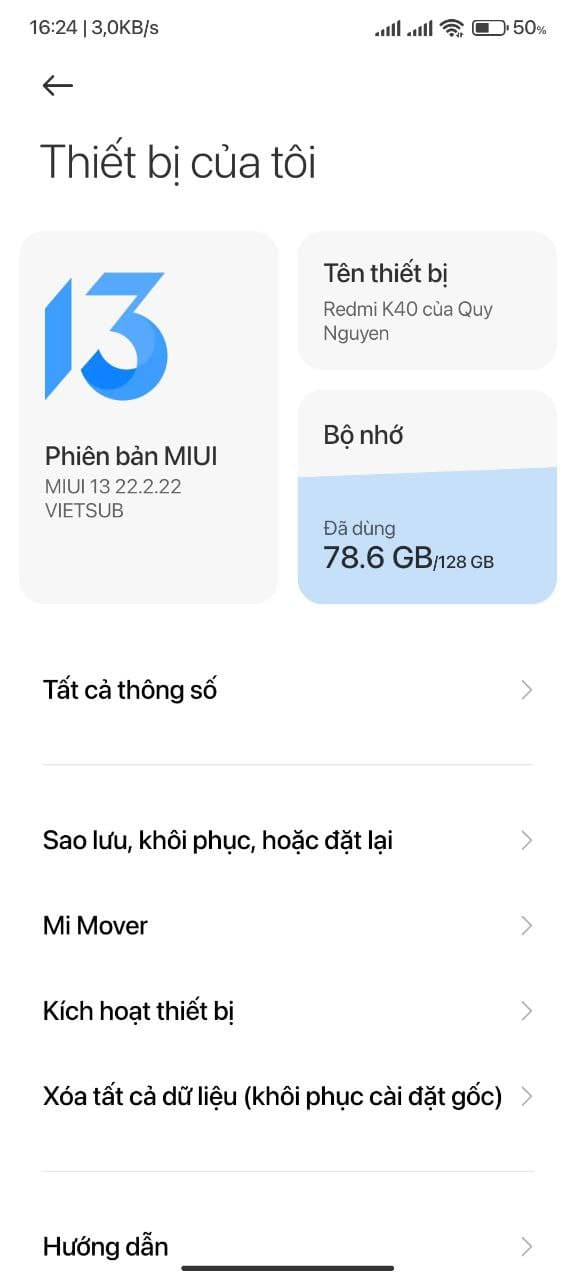 16:24 | 3,0KB/s 50%
Thiết bị của tôi
13
Phiên bản MIUI
MIUI 13 22.2.22
VIETSUB
Tên thiết bị
Redmi K40 của Quy
Nguyen
Bộ nhớ
Đã dùng
78.6 GB/128 GB
Tất cả thông số
Sao lưu, khôi phục, hoặc đặt lại
Mi Mover
Kích hoạt thiết bị
Xóa tất cả dữ liệu (khôi phục cài đặt gốc)
Hướng dẫn